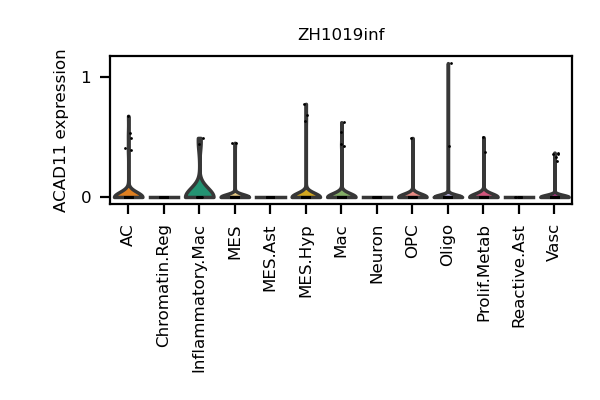 ZH1019inf
ACAD11 expression
1
0
AC
Chromatin.Reg
Inflammatory.Mac
MES
MES.Ast
MES.Hyp
Mac
Neuron
OPC
Oligo
Prolif.Metab
Reactive.Ast
Vasc